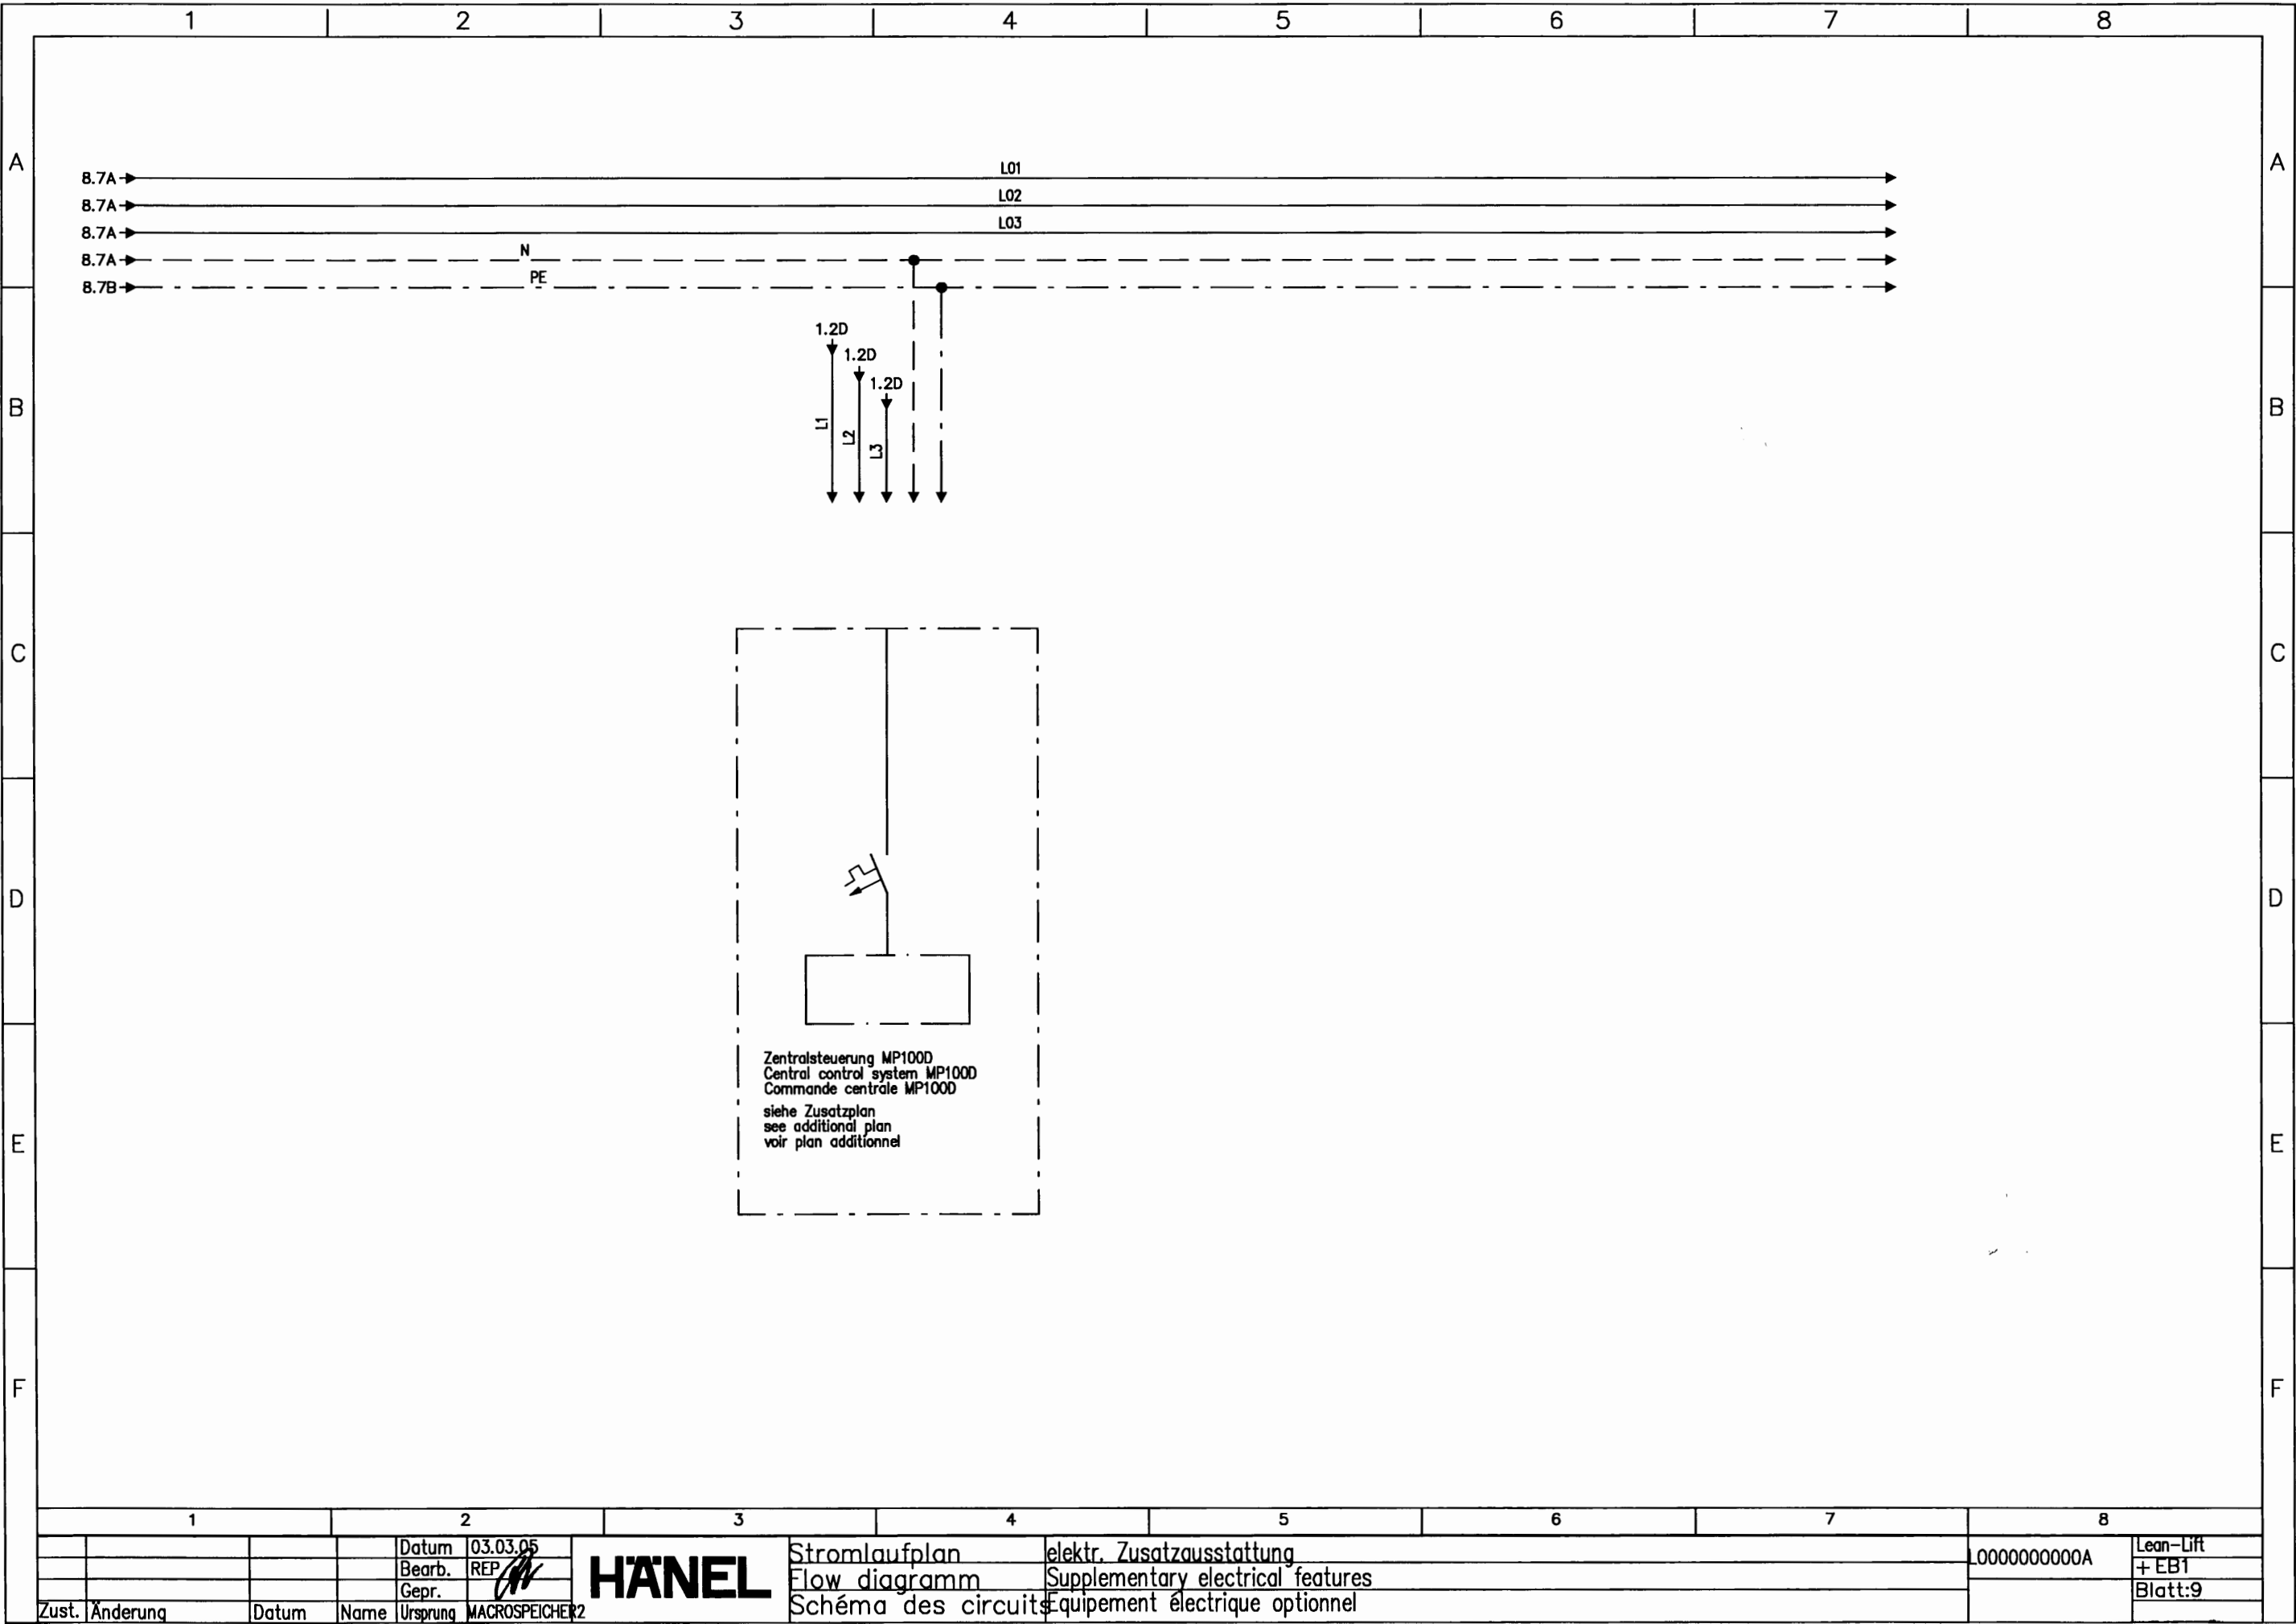 1 2 3 4 5 6 7 8
A A
8.7A L01
8.7A L02
8.7A L03
8.7A N
8.7B PE
1.2D
1.2D
1.2D
B B
L1 L2 L3
C C
D D
Zentralsteuerung MP100D
Central control system MP100D
Commande centrale MP100D
siehe Zusatzplan
see additional plan
voir plan additionnel
E E
F F
1 2 3 4 5 6 7 8
Datum 03.03.05
Bearb. REP
Gepr.
Zust. Änderung Datum Name Ursprung MACROSPEICHER2
HÄNEL
Stromlaufplan
Flow diagramm
Schéma des circuits
elektr. Zusatzausstattung
Supplementary electrical features
Equipement électrique optionnel
L0000000000A
Lean-Lift
+EB1
Blatt:9